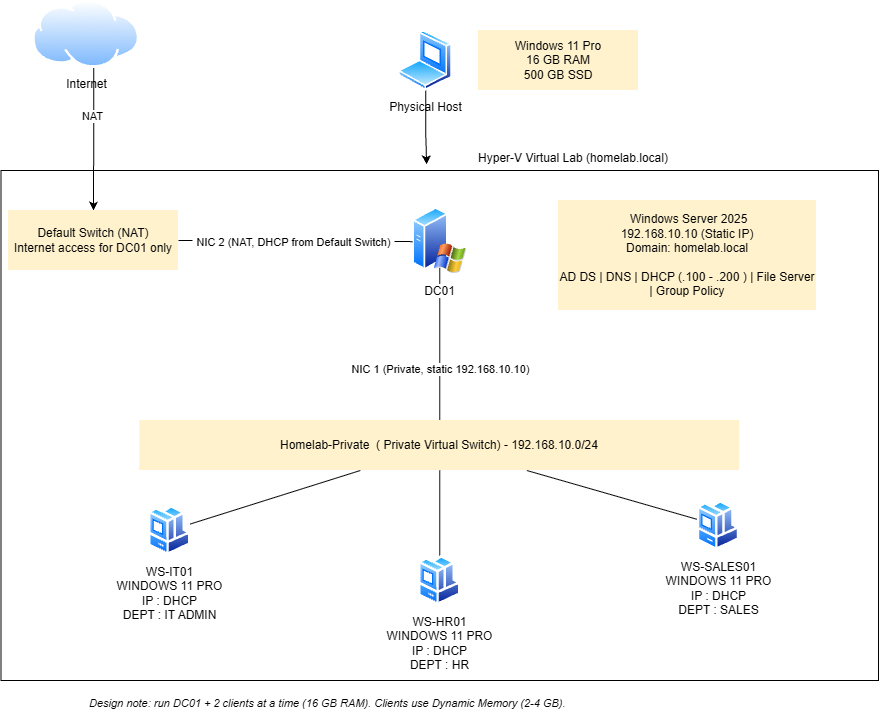 Internet
NAT
Physical Host
Windows 11 Pro
16 GB RAM
500 GB SSD
Hyper-V Virtual Lab (homelab.local)
Default Switch (NAT)
Internet access for DC01 only
NIC 2 (NAT, DHCP from Default Switch)
DC01
Windows Server 2025
192.168.10.10 (Static IP)
Domain: homelab.local
AD DS | DNS | DHCP (.100 - .200 ) | File Server
| Group Policy
NIC 1 (Private, static 192.168.10.10)
Homelab-Private ( Private Virtual Switch) - 192.168.10.0/24
WS-IT01
WINDOWS 11 PRO
IP : DHCP
DEPT : IT ADMIN
WS-HR01
WINDOWS 11 PRO
IP : DHCP
DEPT : HR
WS-SALES01
WINDOWS 11 PRO
IP : DHCP
DEPT : SALES
Design note: run DC01 + 2 clients at a time (16 GB RAM). Clients use Dynamic Memory (2-4 GB).